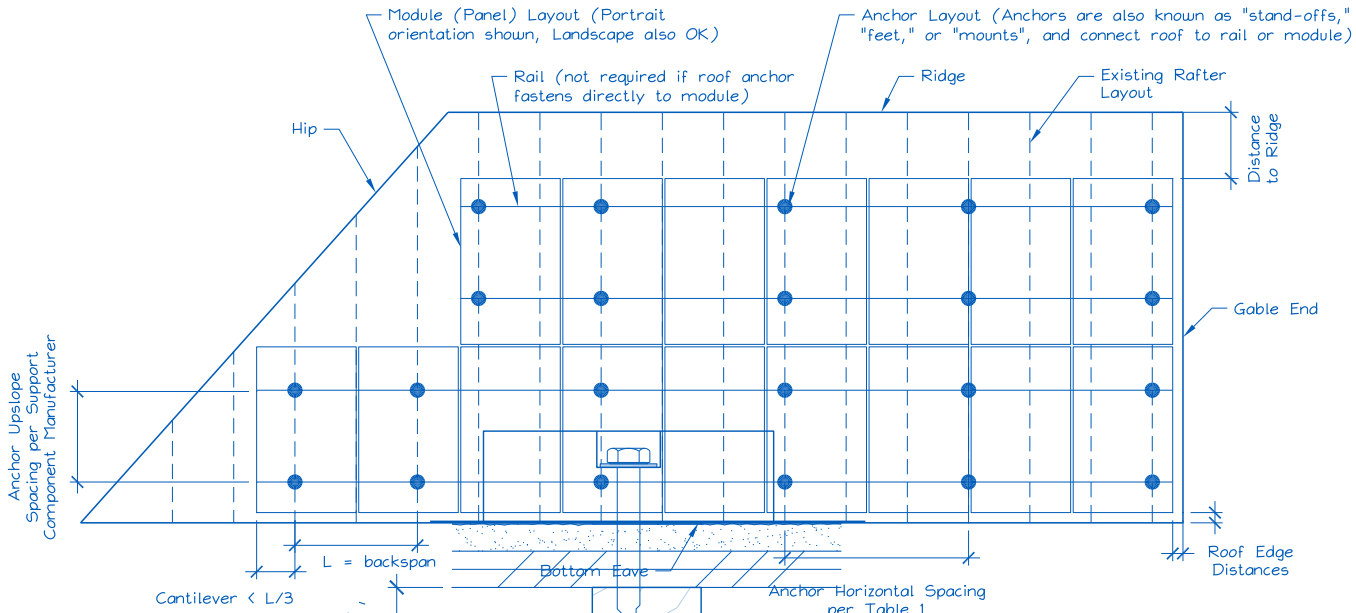 Module (Panel) Layout (Portrait
orientation shown, Landscape also OK)
Anchor Layout (Anchors are also known as "stand-offs,"
"feet," or "mounts", and connect roof to rail or module)
Rail (not required if roof anchor
fastens directly to module)
Ridge
Existing Rafter
Layout
Hip
Distance
to Ridge
Gable End
Anchor Upslope
Spacing per Support
Component Manufacturer
L = backspan
Bottom Eave
Roof Edge
Distances
Cantilever < L/3
Anchor Horizontal Spacing
per Table 1